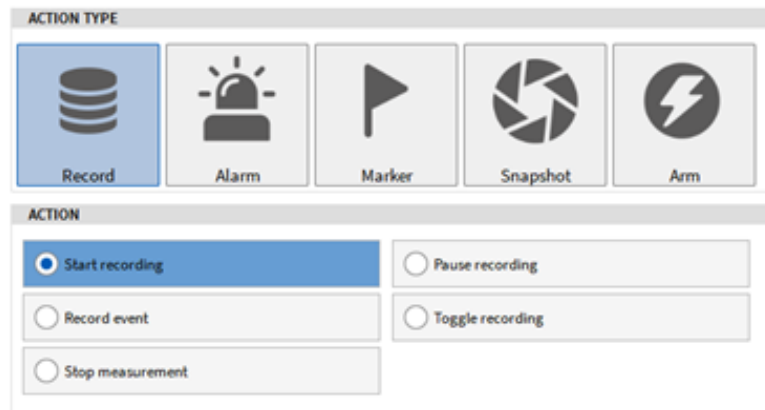 ACTION TYPE
Record Alarm Marker Snapshot Arm
ACTION
Start recording Pause recording
Record event Toggle recording
Stop measurement